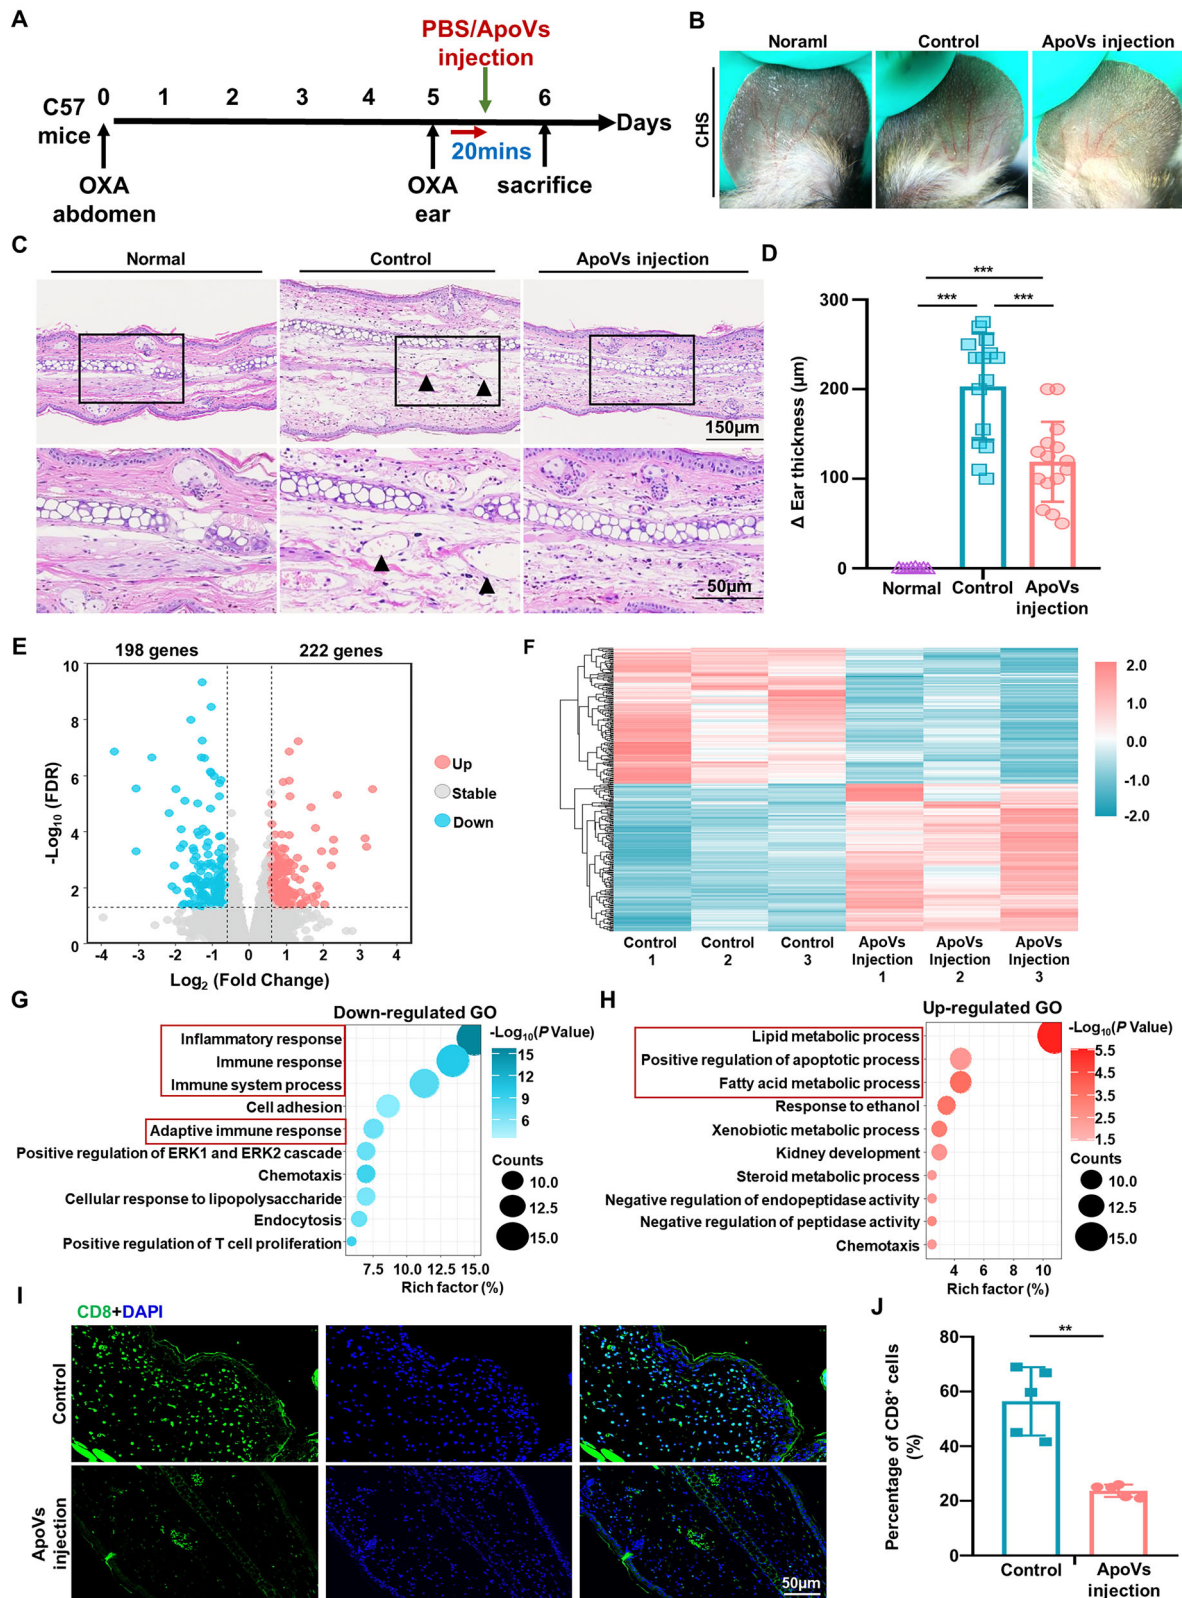 A
PBS/ApoVs
injection
C57
mice
0 1 2 3 4 5 6
Days
20mins
OXA
abdomen
OXA
ear
sacrifice
B
Noraml Control ApoVs injection
CHS
C
Normal Control ApoVs injection
150μm
50μm
D
***
*** ***
Δ Ear thickness (μm)
300
200
100
0
Normal Control ApoVs
injection
E
198 genes 222 genes
-Log10 (FDR)
10
8
6
4
2
0
-4 -3 -2 -1 0 1 2 3 4
Log2 (Fold Change)
Up
Stable
Down
F
2.0
1.0
0.0
-1.0
-2.0
Control
1
Control
2
Control
3
ApoVs
Injection
1
ApoVs
Injection 2
ApoVs
Injection 3
G
Down-regulated GO
Inflammatory response
Immune response
Immune system process
Cell adhesion
Adaptive immune response
Positive regulation of ERK1 and ERK2 cascade
Chemotaxis
Cellular response to lipopolysaccharide
Endocytosis
Positive regulation of T cell proliferation
7.5 10.0 12.5 15.0
Rich factor (%)
-Log10(P Value)
15
12
9
6
Counts
10.0
12.5
15.0
H
Up-regulated GO
Lipid metabolic process
Positive regulation of apoptotic process
Fatty acid metabolic process
Response to ethanol
Xenobiotic metabolic process
Kidney development
Steroid metabolic process
Negative regulation of endopeptidase activity
Negative regulation of peptidase activity
Chemotaxis
4 6 8 10
Rich factor (%)
-Log10(P Value)
5.5
4.5
3.5
2.5
1.5
Counts
10.0
12.5
15.0
I
CD8+DAPI
Control
ApoVs
injection
50μm
J
**
Percentage of CD8+ cells
(%)
80
60
40
20
0
Control ApoVs
injection